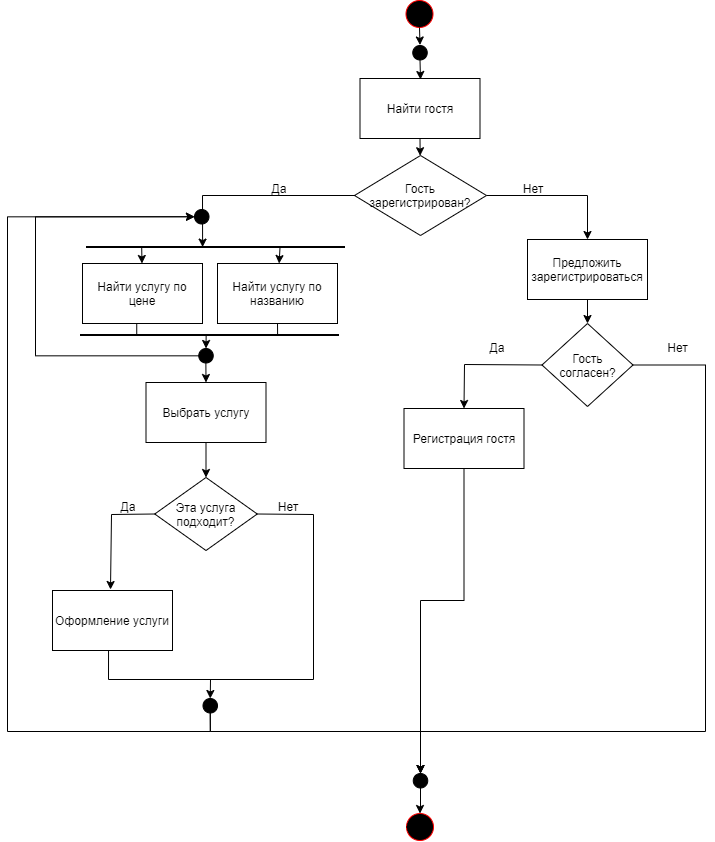 Найти гостя
Гость
зарегистрирован?
Да
Нет
Найти услугу по
цене
Найти услугу по
названию
Предложить
зарегистрироваться
Да
Гость
согласен?
Нет
Выбрать услугу
Регистрация гостя
Да
Эта услуга
подходит?
Нет
Оформление услуги